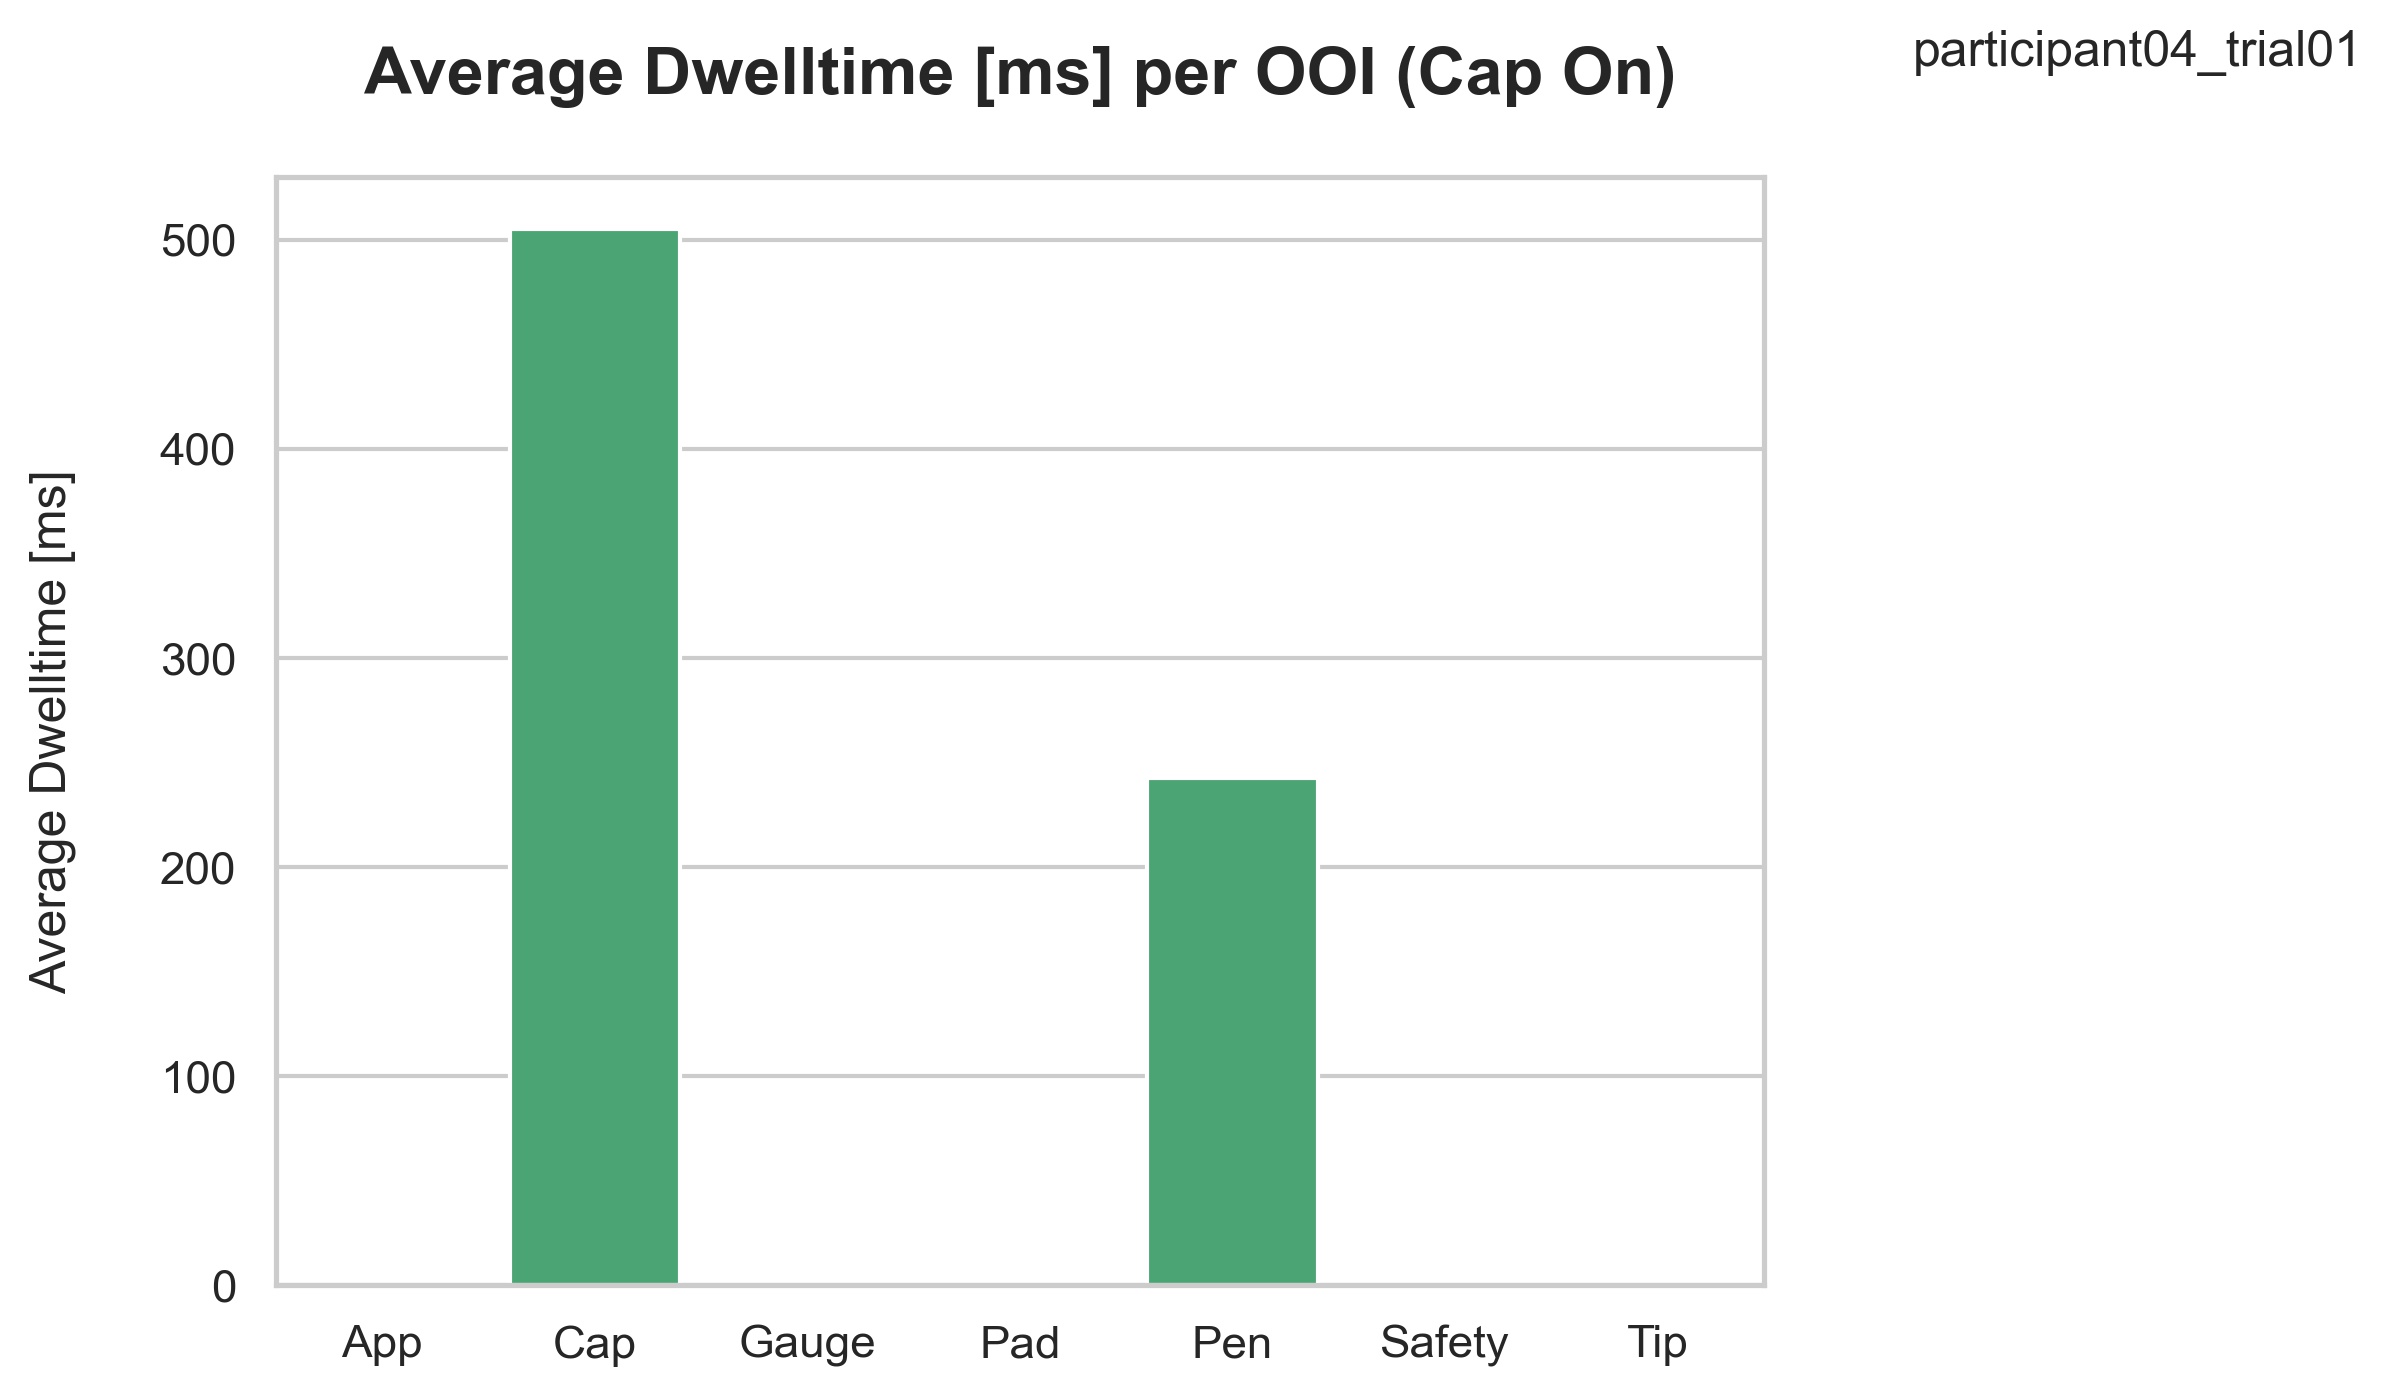 participant04_trial01
Average Dwelltime [ms] per OOI (Cap On)
Average Dwelltime [ms]
500
400
300
200
100
0
App Cap Gauge Pad Pen Safety Tip